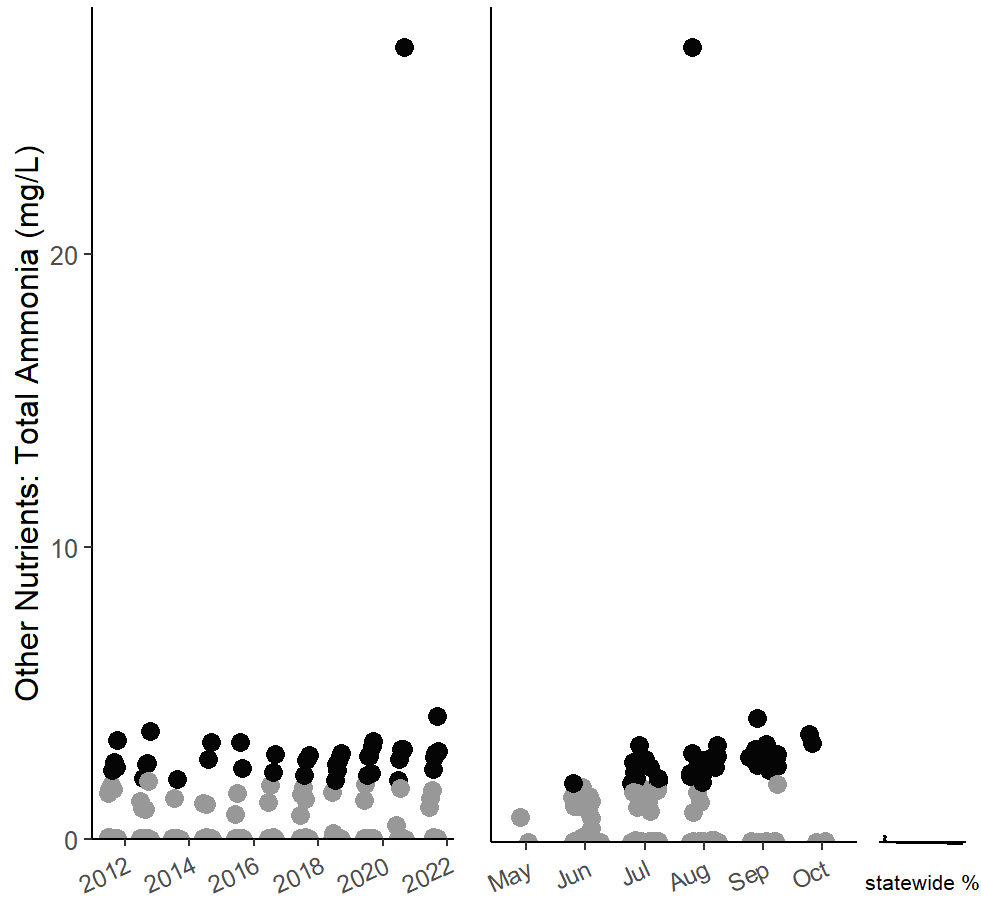 Other Nutrients: Total Ammonia (mg/L)
20
10
0
2012 2014 2016 2018 2020 2022
May Jun Jul Aug Sep Oct
statewide %